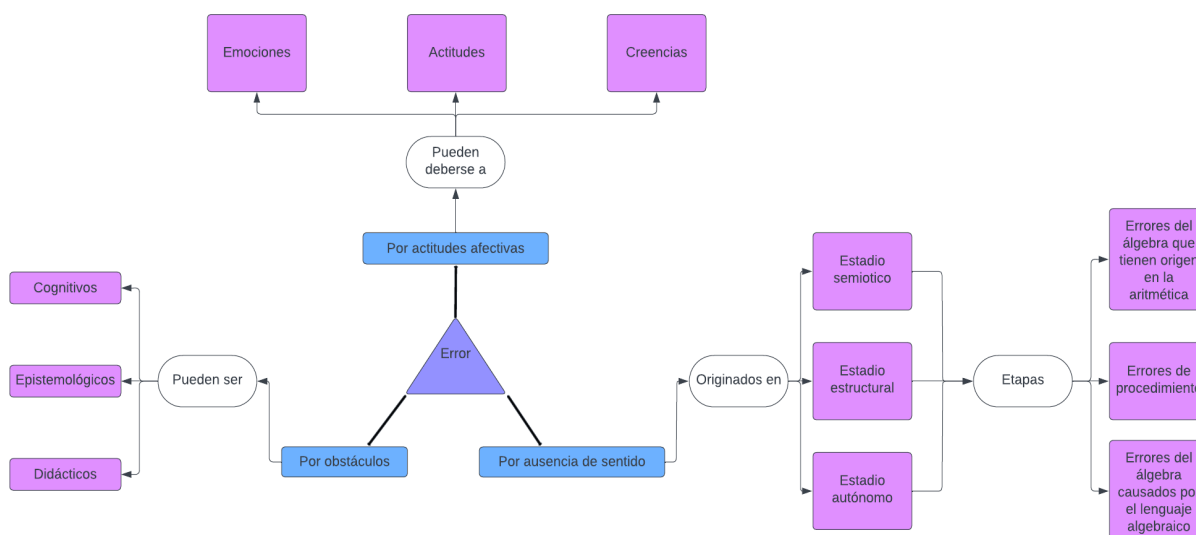 Emociones
Actitudes
Creencias
Pueden
deberse a
Por actitudes afectivas
Error
Por obstáculos
Por ausencia de sentido
Pueden ser
Cognitivos
Epistemológicos
Didácticos
Originados en
Estadio
semiotico
Estadio
estructural
Estadio
autónomo
Etapas
Errores del
álgebra que
tienen origen
en la
aritmética
Errores de
procedimiento
Errores del
álgebra
causados por
el lenguaje
algebraico